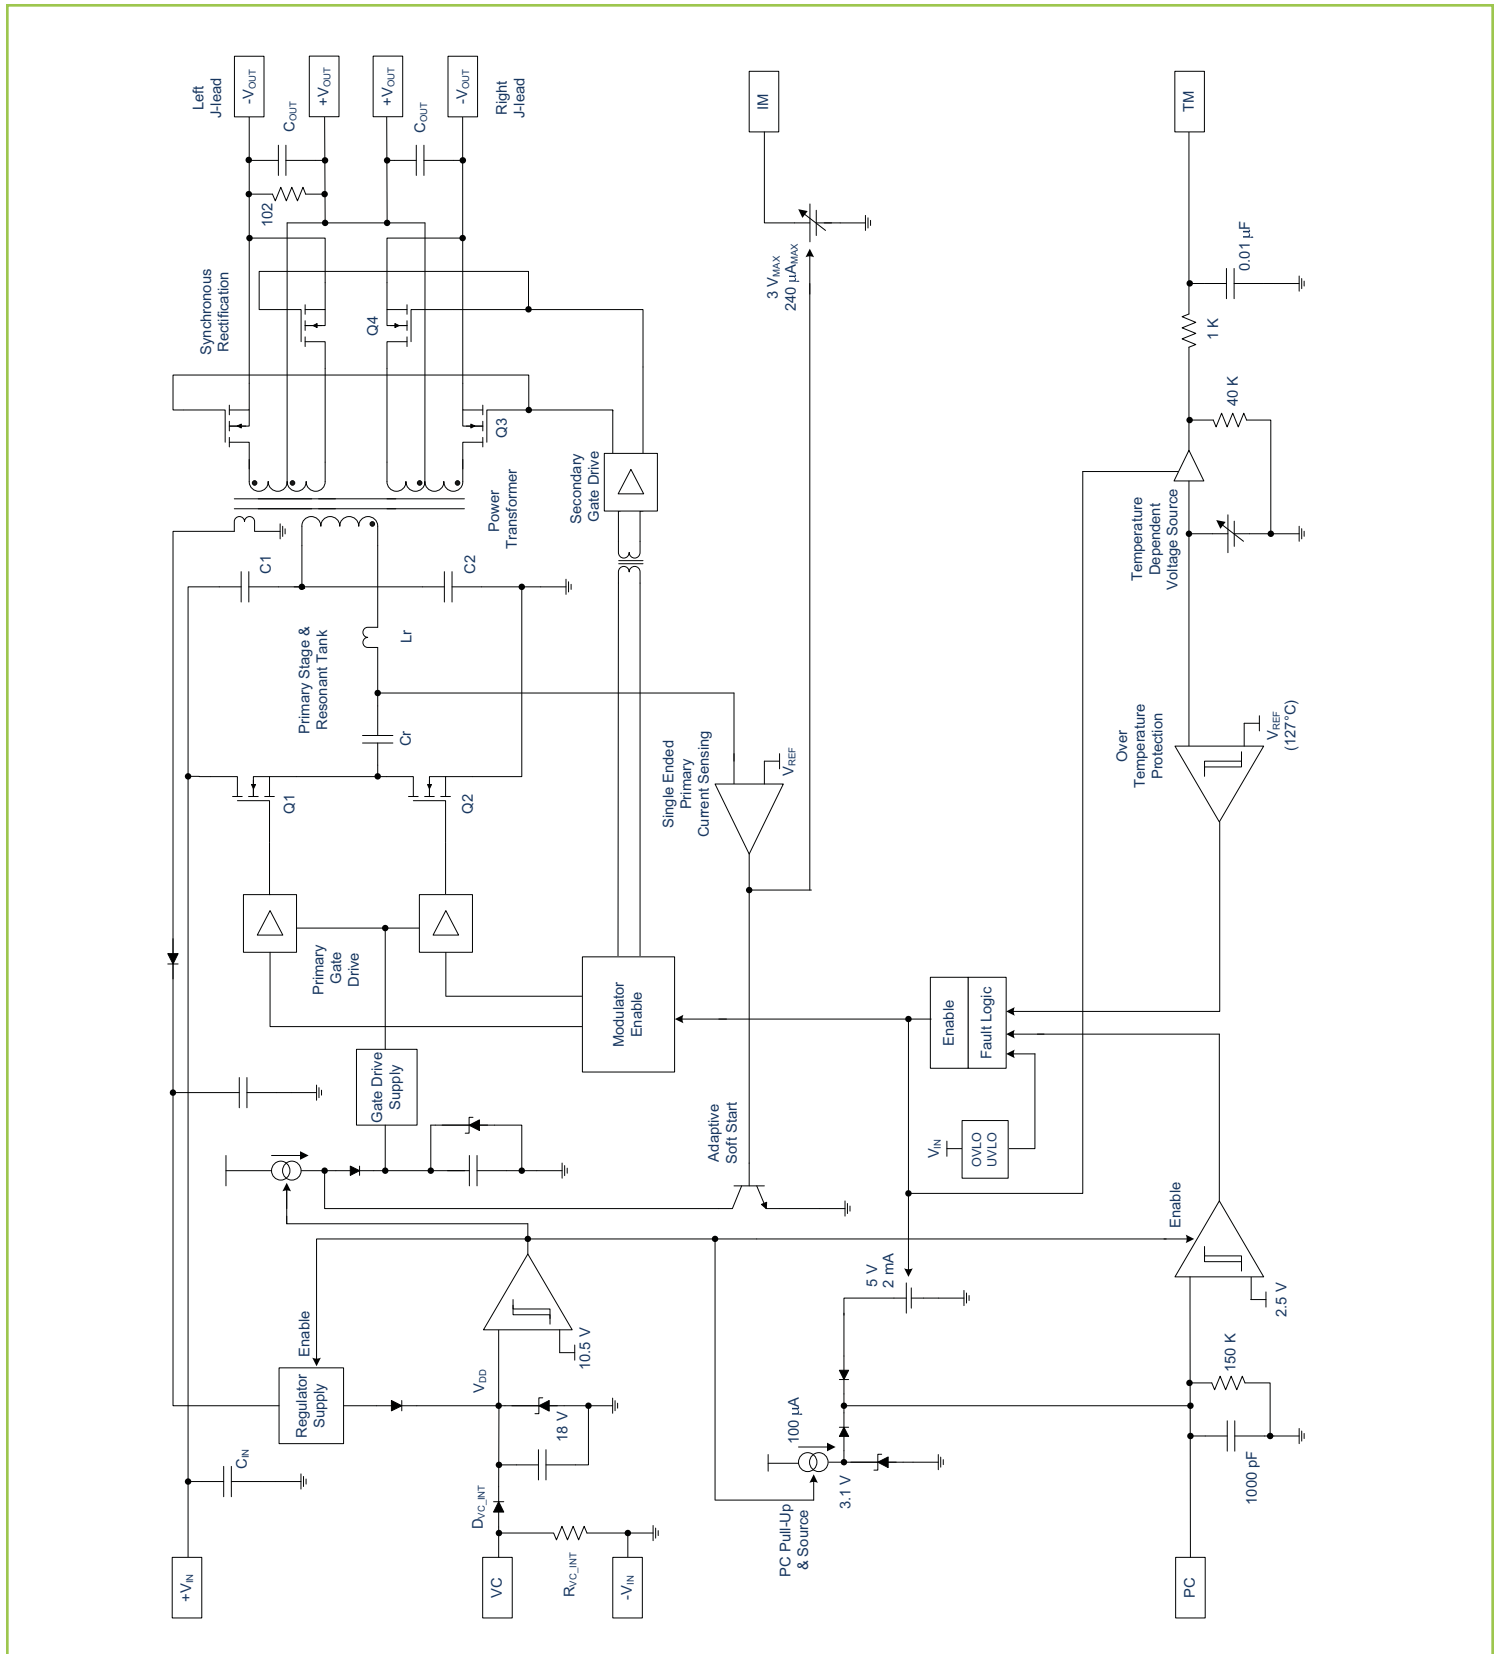 Left
J-lead
-VOUT
COUT
+VOUT
+VOUT
COUT
-VOUT
Right
J-lead
102
Synchronous
Rectification
Q4
Q3
Power
Transformer
Secondary
Gate Drive
C1
C2
Primary Stage &
Resonant Tank
Lr
Cr
Q1
Q2
Primary
Gate
Drive
Gate Drive
Supply
Modulator
Enable
Single Ended
Primary
Current Sensing
VREF
IM
3 VMAX
240 µAMAX
TM
0.01 µF
1 K
40 K
Temperature
Dependent
Voltage Source
Over
Temperature
Protection
VREF
(127°C)
Enable
Fault Logic
VIN
OVLO
UVLO
Adaptive
Soft Start
Enable
2.5 V
5 V
2 mA
100 µA
3.1 V
PC Pull-Up
& Source
150 K
1000 pF
PC
Enable
Regulator
Supply
VDD
10.5 V
18 V
CIN
DVC_INT
RVC_INT
+VIN
VC
-VIN